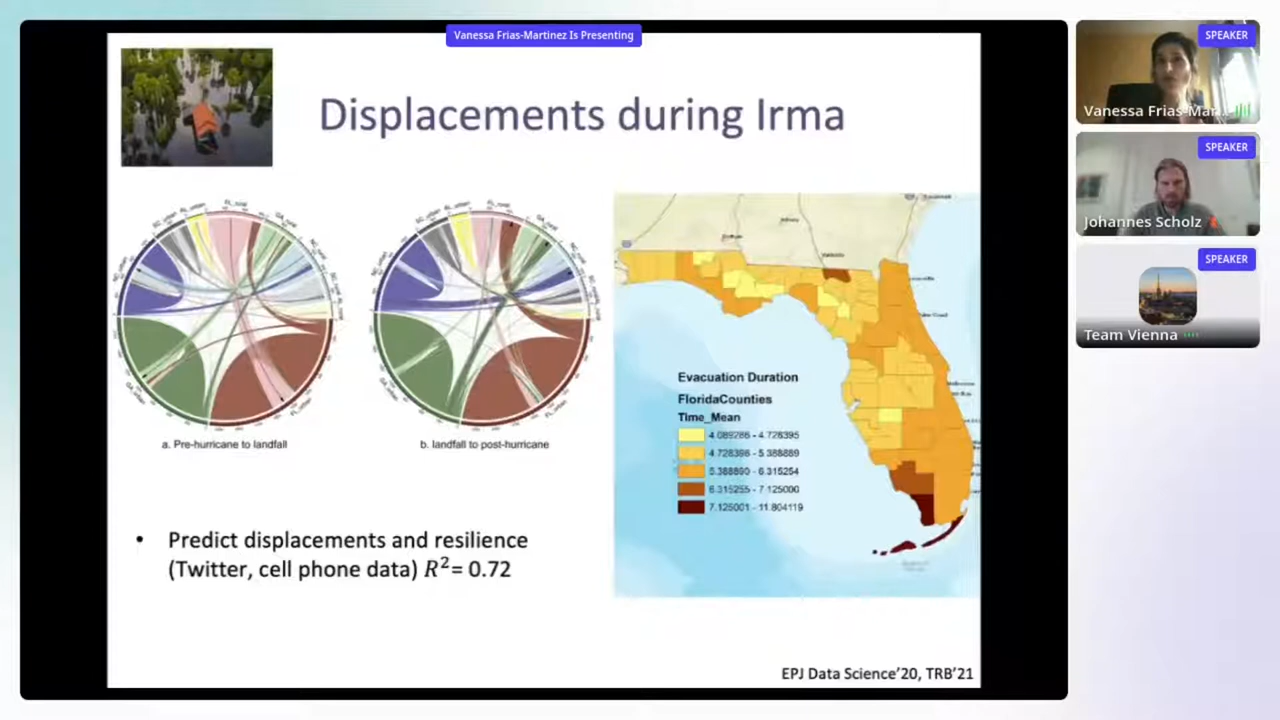 Vanessa Frias-Martinez Is Presenting
Displacements during Irma
a. Pre-hurricane to landfall
b. landfall to post-hurricane
Evacuation Duration
FloridaCounties
Time_Mean
4.089286 - 4.728395
4.728396 - 5.388889
5.388890 - 6.315254
6.315255 - 7.125000
7.125001 - 11.804119
• Predict displacements and resilience
(Twitter, cell phone data) R²= 0.72
EPJ Data Science'20, TRB'21
SPEAKER
Vanessa Frias-Mar...
SPEAKER
Johannes Scholz
SPEAKER
Team Vienna